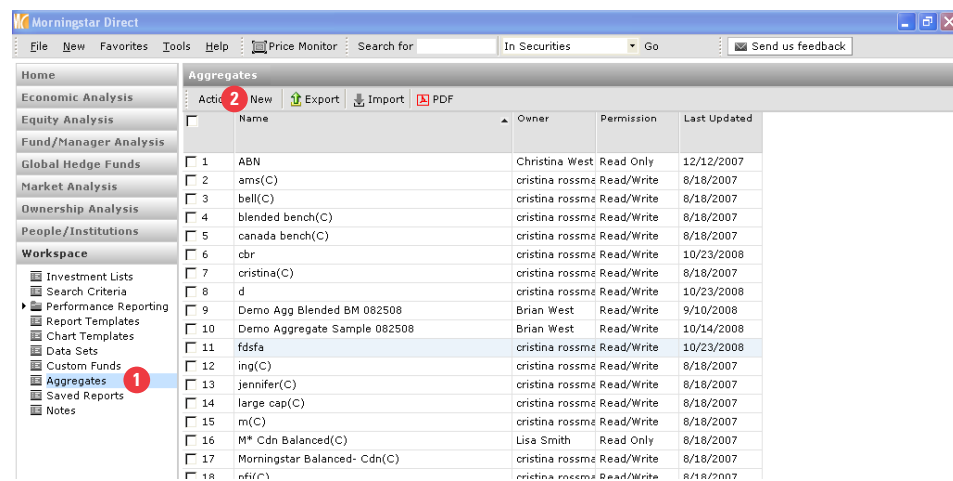 Morningstar Direct
File New Favorites Tools Help Price Monitor Search for In Securities Go Send us feedback
Home
Economic Analysis
Equity Analysis
Fund/Manager Analysis
Global Hedge Funds
Market Analysis
Ownership Analysis
People/Institutions
Workspace
Investment Lists
Search Criteria
Performance Reporting
Report Templates
Chart Templates
Data Sets
Custom Funds
Aggregates 1
Saved Reports
Notes
Aggregates
Actio 2 New Export Import PDF
Name Owner Permission Last Updated
1 ABN Christina West Read Only 12/12/2007
2 ams(C) cristina rossma Read/Write 8/18/2007
3 bell(C) cristina rossma Read/Write 8/18/2007
4 blended bench(C) cristina rossma Read/Write 8/18/2007
5 canada bench(C) cristina rossma Read/Write 8/18/2007
6 cbr cristina rossma Read/Write 10/23/2008
7 cristina(C) cristina rossma Read/Write 8/18/2007
8 d cristina rossma Read/Write 10/23/2008
9 Demo Agg Blended BM 082508 Brian West Read/Write 9/10/2008
10 Demo Aggregate Sample 082508 Brian West Read/Write 10/14/2008
11 fdsfa cristina rossma Read/Write 10/23/2008
12 ing(C) cristina rossma Read/Write 8/18/2007
13 jennifer(C) cristina rossma Read/Write 8/18/2007
14 large cap(C) cristina rossma Read/Write 8/18/2007
15 m(C) cristina rossma Read/Write 8/18/2007
16 M* Cdn Balanced(C) Lisa Smith Read Only 8/18/2007
17 Morningstar Balanced- Cdn(C) cristina rossma Read/Write 8/18/2007
18 pfi(C) cristina rossma Read/Write 8/18/2007